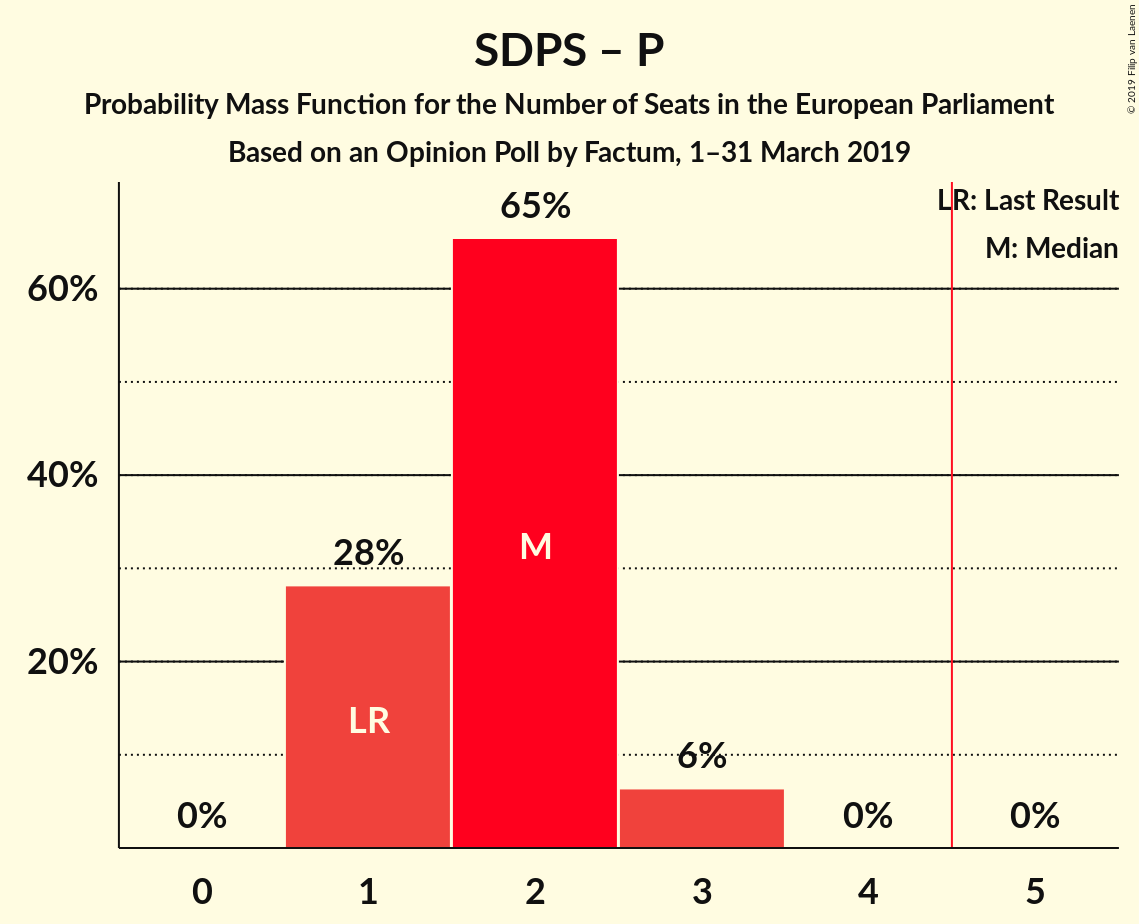 SDPS – P
Probability Mass Function for the Number of Seats in the European Parliament
Based on an Opinion Poll by Factum, 1–31 March 2019
© 2019 Filip van Laenen
LR: Last Result
M: Median
65%
60%
40%
28%
20%
M
LR
6%
0%
0%
0%
0
1
2
3
4
5